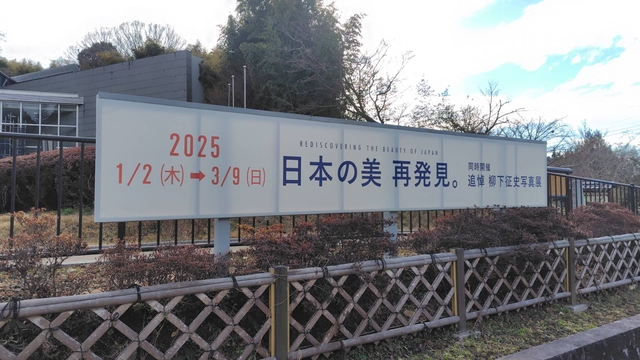 2025
1/2(木)➡3/9(日)
REDISCOVERING THE BEAUTY OF JAPAN
日本の美 再発見。
同時開催
追悼 柳下征史写真展